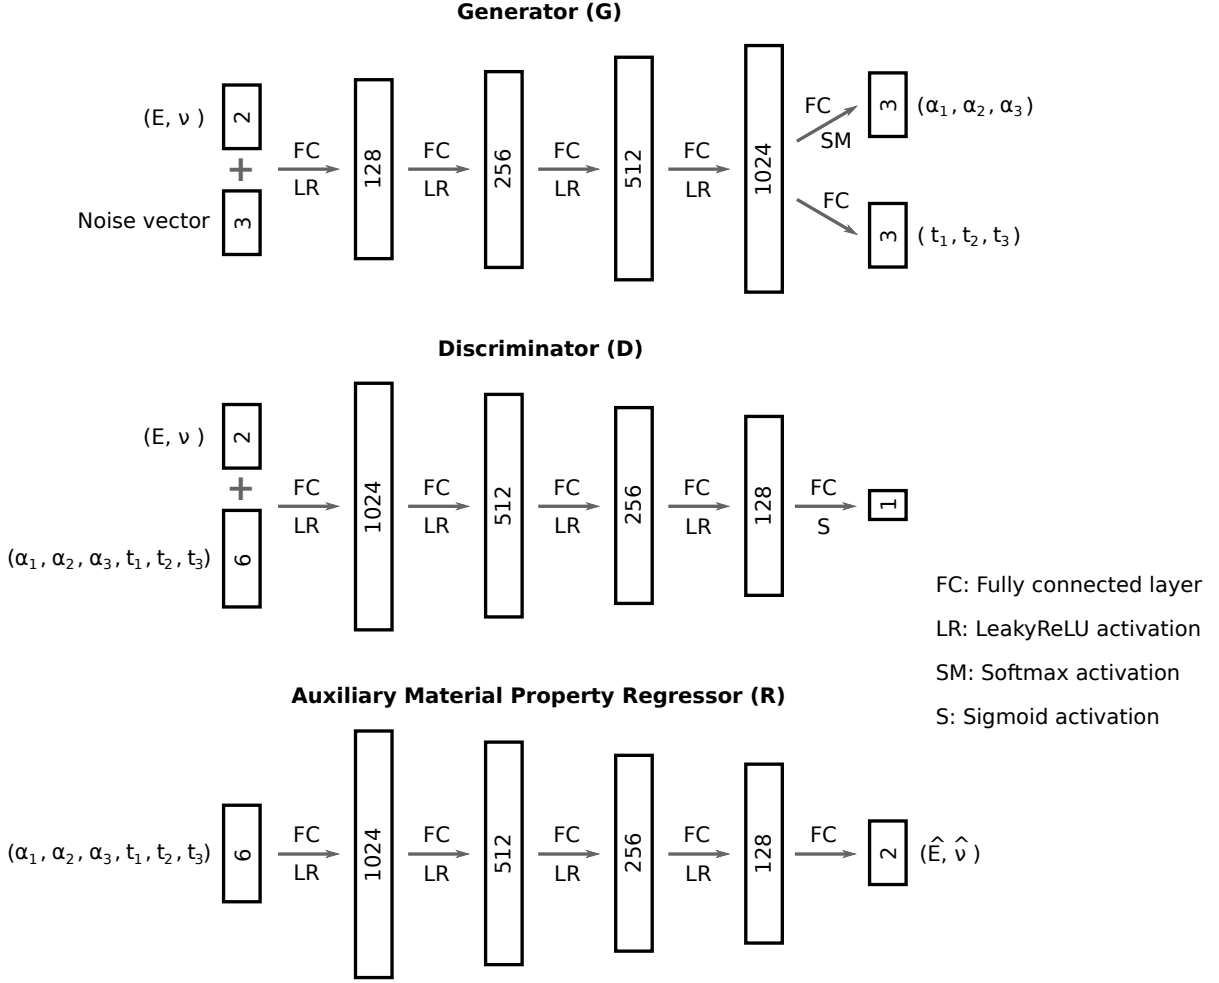 Generator (G)
(E, ν )
2
+
Noise vector
3
FC
LR
128
FC
LR
256
FC
LR
512
FC
LR
1024
FC
SM
3
(α₁, α₂, α₃)
FC
3
( t₁, t₂, t₃)
Discriminator (D)
(E, ν )
2
+
(α₁, α₂, α₃, t₁, t₂, t₃)
6
FC
LR
1024
FC
LR
512
FC
LR
256
FC
LR
128
FC
S
1
FC: Fully connected layer
LR: LeakyReLU activation
SM: Softmax activation
S: Sigmoid activation
Auxiliary Material Property Regressor (R)
(α₁, α₂, α₃, t₁, t₂, t₃)
6
FC
LR
1024
FC
LR
512
FC
LR
256
FC
LR
128
FC
2
(Ê, ν̂ )